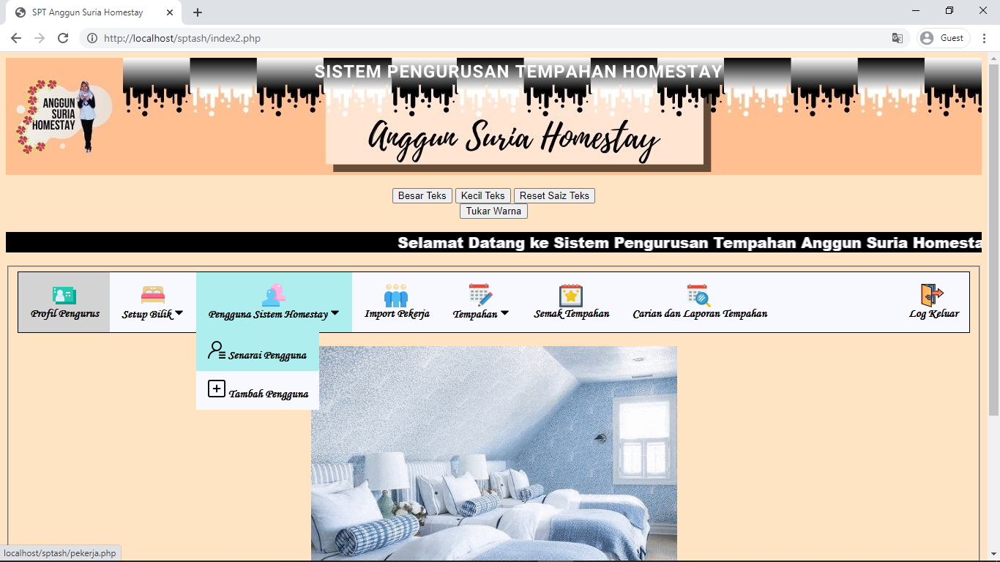 SPT Anggun Suria Homestay
http://localhost/sptash/index2.php
Guest
SISTEM PENGURUSAN TEMPAHAN HOMESTAY
ANGGUN
SURIA
HOMESTAY
Anggun Suria Homestay
Besar Teks Kecil Teks Reset Saiz Teks
Tukar Warna
Selamat Datang ke Sistem Pengurusan Tempahan Anggun Suria Homesta
Profil Pengurus Setup Bilik Pengguna Sistem Homestay Import Pekerja Tempahan Semak Tempahan Carian dan Laporan Tempahan Log Keluar
Senarai Pengguna
Tambah Pengguna
localhost/sptash/pekerja.php